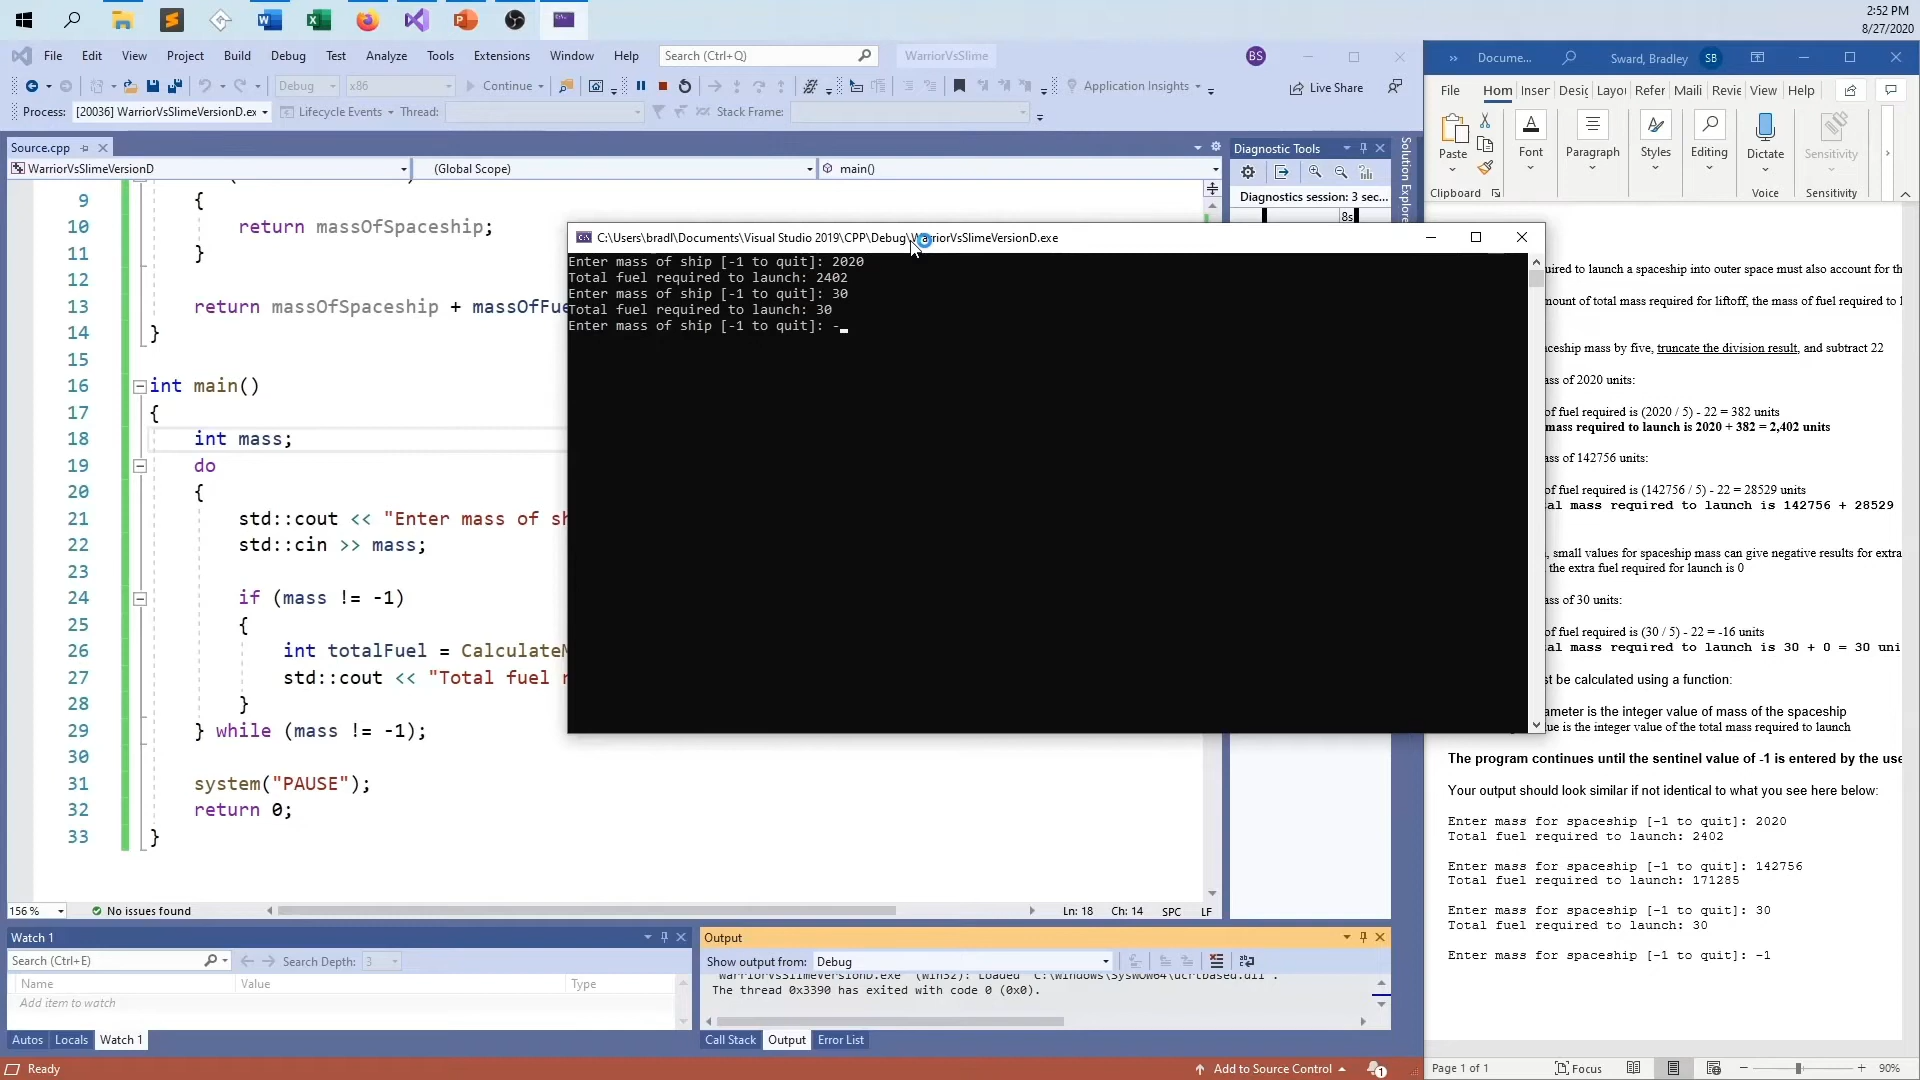 2:52 PM
8/27/2020
File Edit View Project Build Debug Test Analyze Tools Extensions Window Help Search (Ctrl+Q) WarriorVsSlime BS
Debug x86 Continue Application Insights Live Share
Process: [20036] WarriorVsSlimeVersionD.ex Lifecycle Events Thread: Stack Frame:
Source.cpp
WarriorVsSlimeVersionD (Global Scope) main()
9 {
10 return massOfSpaceship;
11 }
12
13 return massOfSpaceship + massOfFue
14 }
15
16 int main()
17 {
18 int mass;
19 do
20 {
21 std::cout << "Enter mass of sh
22 std::cin >> mass;
23
24 if (mass != -1)
25 {
26 int totalFuel = CalculateM
27 std::cout << "Total fuel r
28 }
29 } while (mass != -1);
30
31 system("PAUSE");
32 return 0;
33 }
156 % No issues found Ln: 18 Ch: 14 SPC LF
Diagnostic Tools
Diagnostics session: 3 sec...
8s
Solution Explore
C:\Users\bradl\Documents\Visual Studio 2019\CPP\Debug\WarriorVsSlimeVersionD.exe
Enter mass of ship [-1 to quit]: 2020
Total fuel required to launch: 2402
Enter mass of ship [-1 to quit]: 30
Total fuel required to launch: 30
Enter mass of ship [-1 to quit]: -
Watch 1
Search (Ctrl+E) Search Depth: 3
Name Value Type
Add item to watch
Autos Locals Watch 1
Output
Show output from: Debug
'WarriorVsSlimeVersionD.exe' (Win32): Loaded 'C:\Windows\SysWOW64\ucrtbased.dll'.
The thread 0x3390 has exited with code 0 (0x0).
Call Stack Output Error List
Ready Add to Source Control 1
Docume... Sward, Bradley SB
File Hom Inser Desig Layou Refer Maili Revie View Help
Paste Font Paragraph Styles Editing Dictate Sensitivity
Clipboard Voice Sensitivity
uired to launch a spaceship into outer space must also account for th
mount of total mass required for liftoff, the mass of fuel required to l
aceship mass by five, truncate the division result, and subtract 22
ass of 2020 units:
of fuel required is (2020 / 5) - 22 = 382 units
mass required to launch is 2020 + 382 = 2,402 units
ass of 142756 units:
of fuel required is (142756 / 5) - 22 = 28529 units
al mass required to launch is 142756 + 28529
, small values for spaceship mass can give negative results for extra
the extra fuel required for launch is 0
ass of 30 units:
of fuel required is (30 / 5) - 22 = -16 units
al mass required to launch is 30 + 0 = 30 uni
st be calculated using a function:
ameter is the integer value of mass of the spaceship
ue is the integer value of the total mass required to launch
The program continues until the sentinel value of -1 is entered by the use
Your output should look similar if not identical to what you see here below:
Enter mass for spaceship [-1 to quit]: 2020
Total fuel required to launch: 2402
Enter mass for spaceship [-1 to quit]: 142756
Total fuel required to launch: 171285
Enter mass for spaceship [-1 to quit]: 30
Total fuel required to launch: 30
Enter mass for spaceship [-1 to quit]: -1
Page 1 of 1 Focus 90%